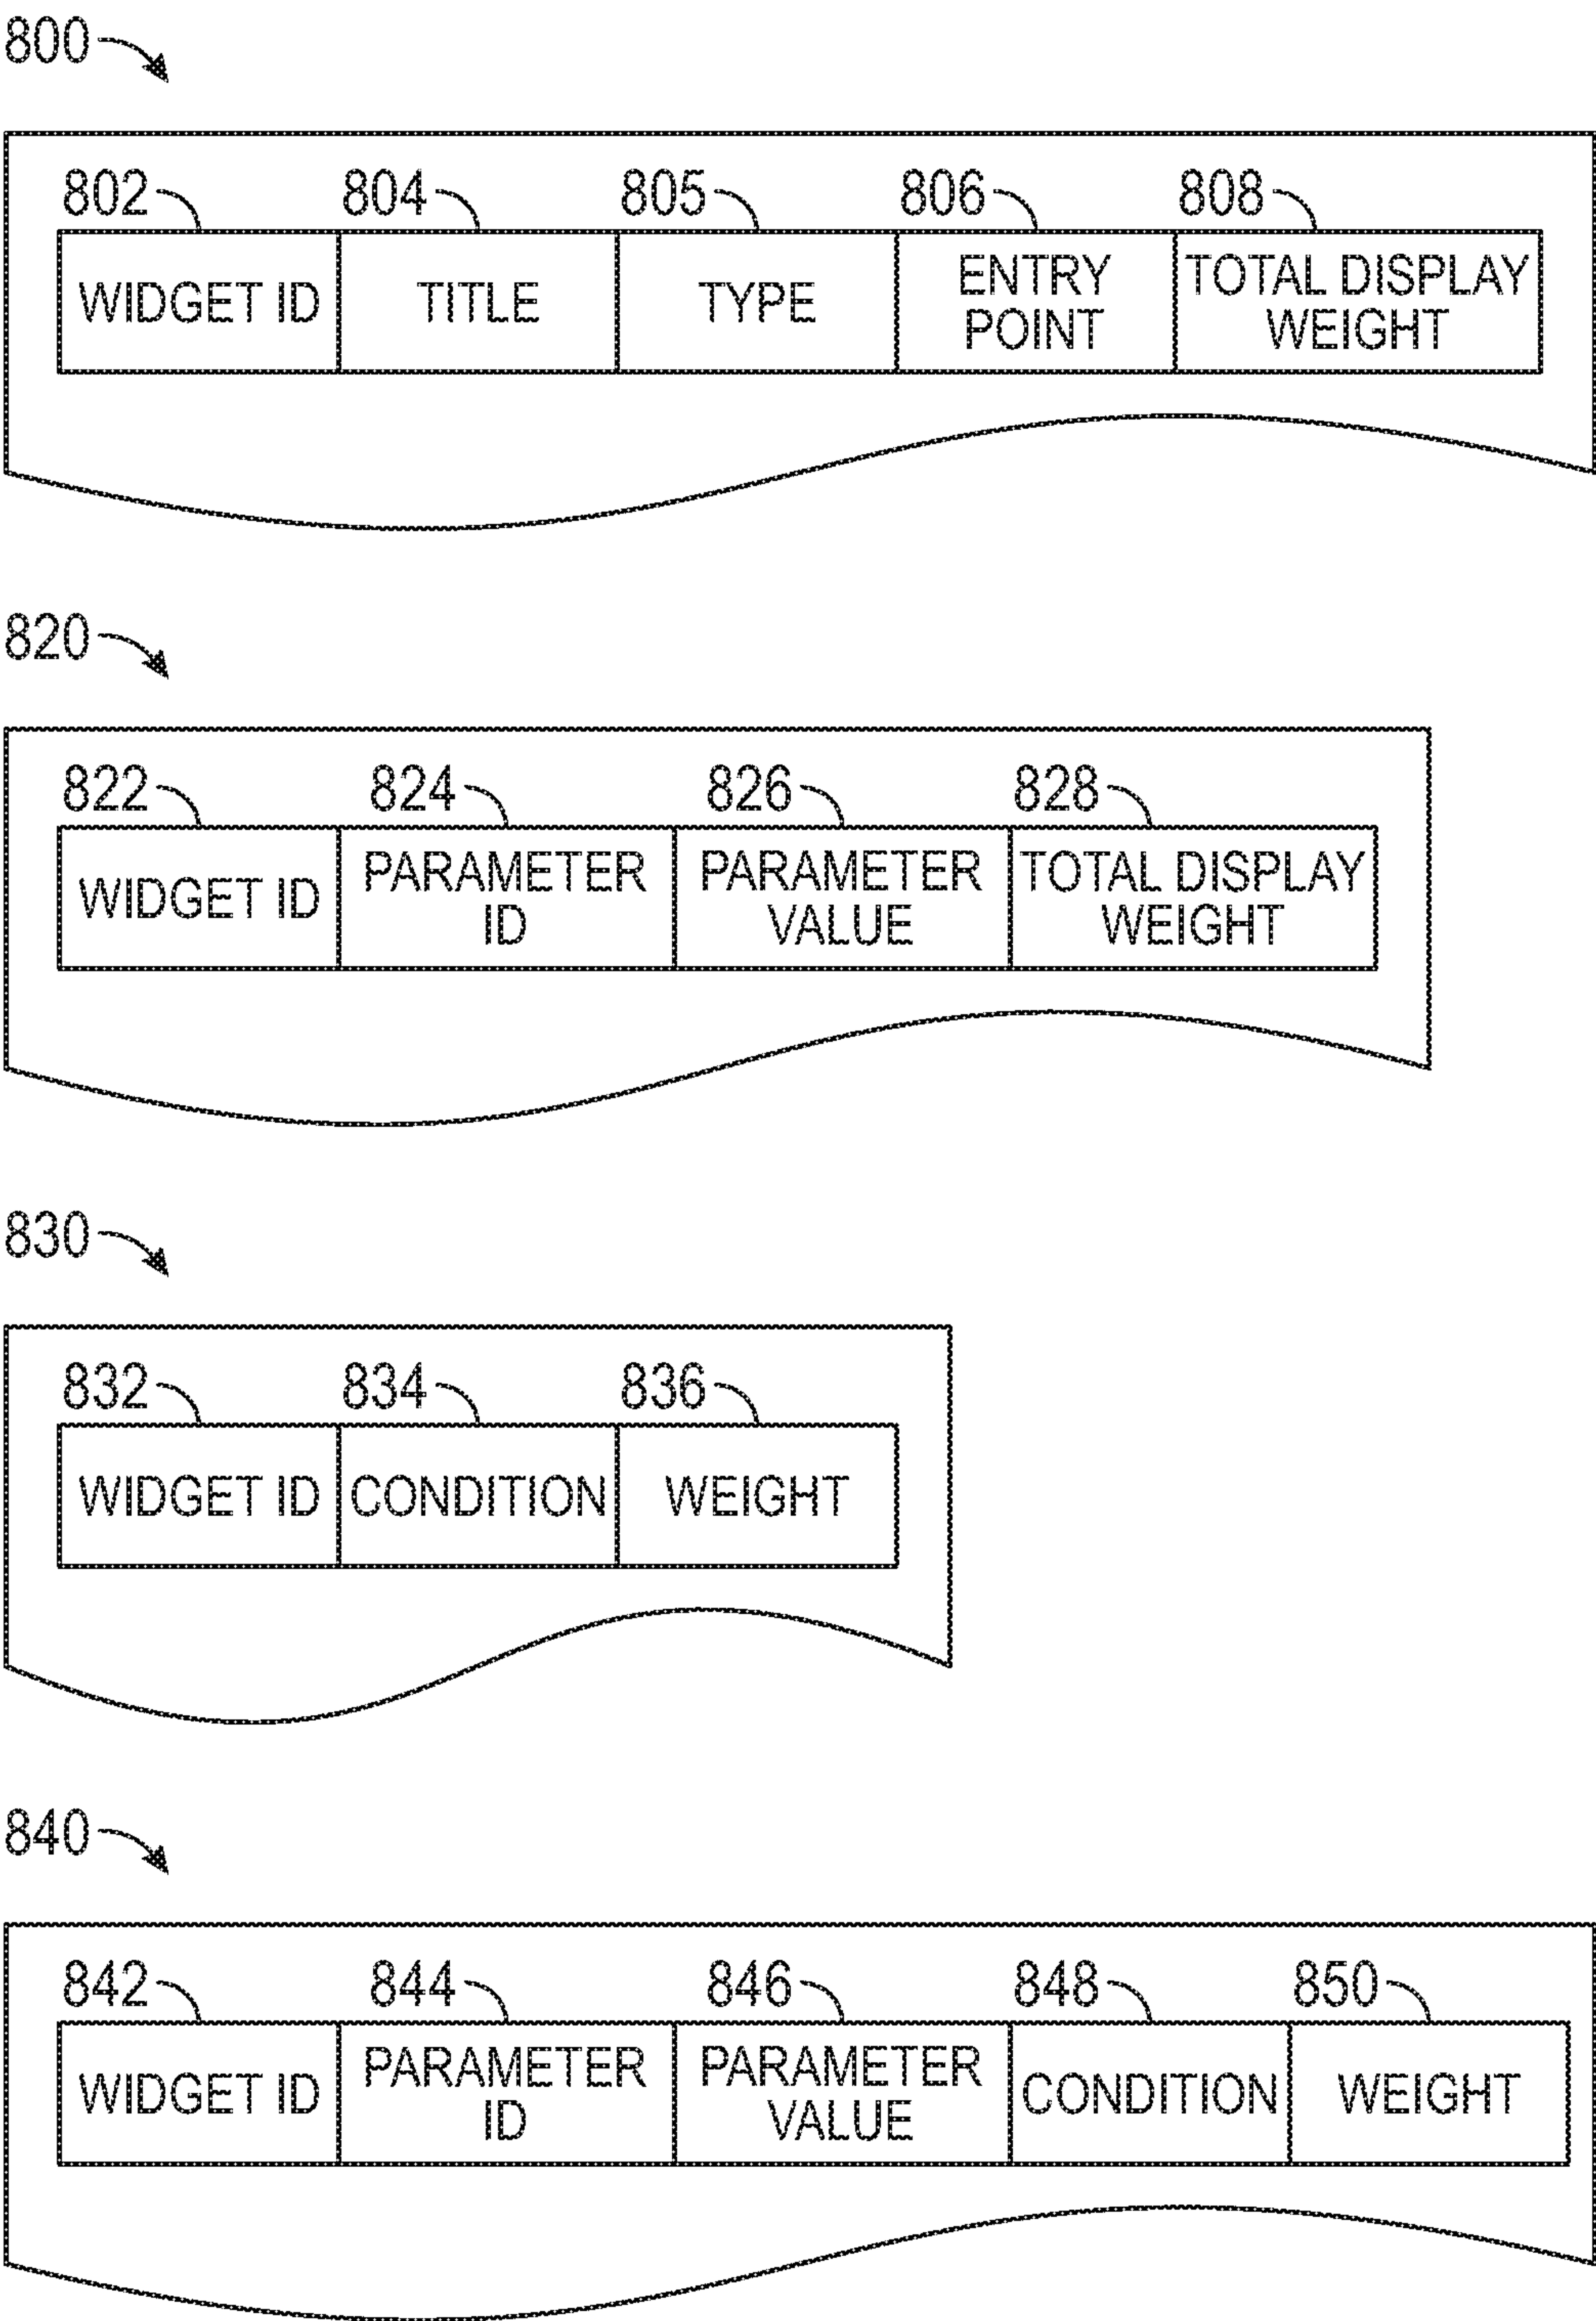 800
802 804 805 806 808
WIDGET ID TITLE TYPE ENTRY POINT TOTAL DISPLAY WEIGHT
820
822 824 826 828
WIDGET ID PARAMETER ID PARAMETER VALUE TOTAL DISPLAY WEIGHT
830
832 834 836
WIDGET ID CONDITION WEIGHT
840
842 844 846 848 850
WIDGET ID PARAMETER ID PARAMETER VALUE CONDITION WEIGHT